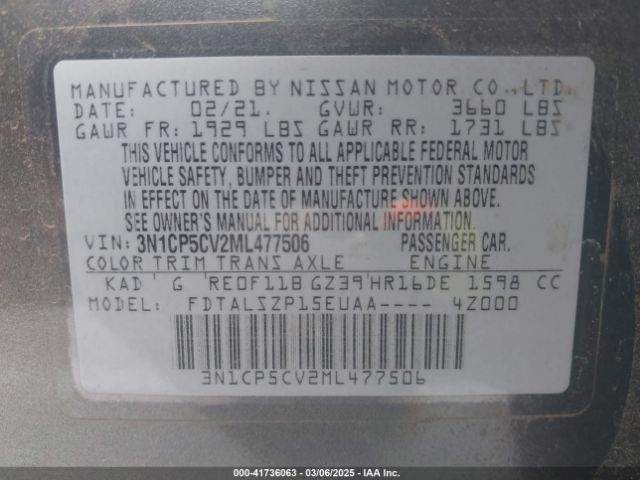 MANUFACTURED BY NISSAN MOTOR CO., LTD.
DATE: 02/21. GVWR: 3660 LBS
GAWR FR: 1929 LBS GAWR RR: 1731 LBS
THIS VEHICLE CONFORMS TO ALL APPLICABLE FEDERAL MOTOR
VEHICLE SAFETY, BUMPER AND THEFT PREVENTION STANDARDS
IN EFFECT ON THE DATE OF MANUFACTURE SHOWN ABOVE.
SEE OWNER'S MANUAL FOR ADDITIONAL INFORMATION.
VIN: 3N1CP5CV2ML477506 PASSENGER CAR.
COLOR TRIM TRANS AXLE ENGINE
KAD G RE0F11B GZ39 HR16DE 1598 CC
MODEL: FDTALSZP15EUAA---- 4Z000
3N1CP5CV2ML477506
000-41736063 — 03/06/2025 — IAA Inc.